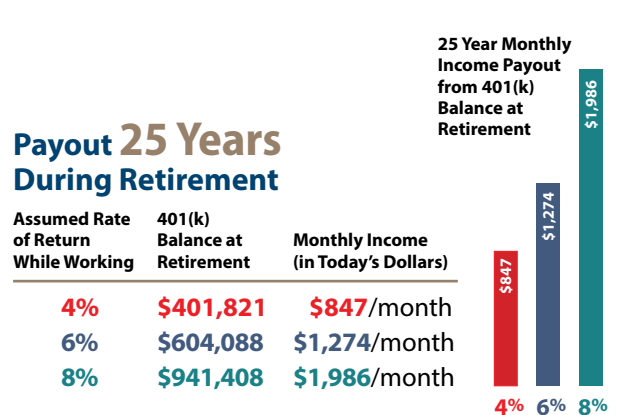 25 Year Monthly
Income Payout
from 401(k)
Balance at
Retirement
$847
$1,274
$1,986
4% 6% 8%
Payout 25 Years
During Retirement
Assumed Rate
of Return
While Working
401(k)
Balance at
Retirement
Monthly Income
(in Today's Dollars)
4% $401,821 $847/month
6% $604,088 $1,274/month
8% $941,408 $1,986/month